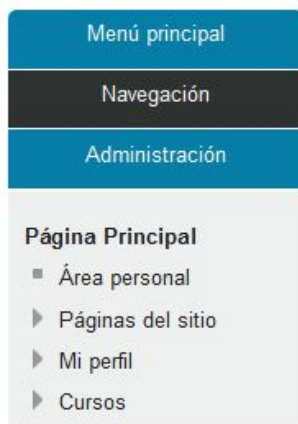 Menú principal
Navegación
Administración
Página Principal
Área personal
Páginas del sitio
Mi perfil
Cursos